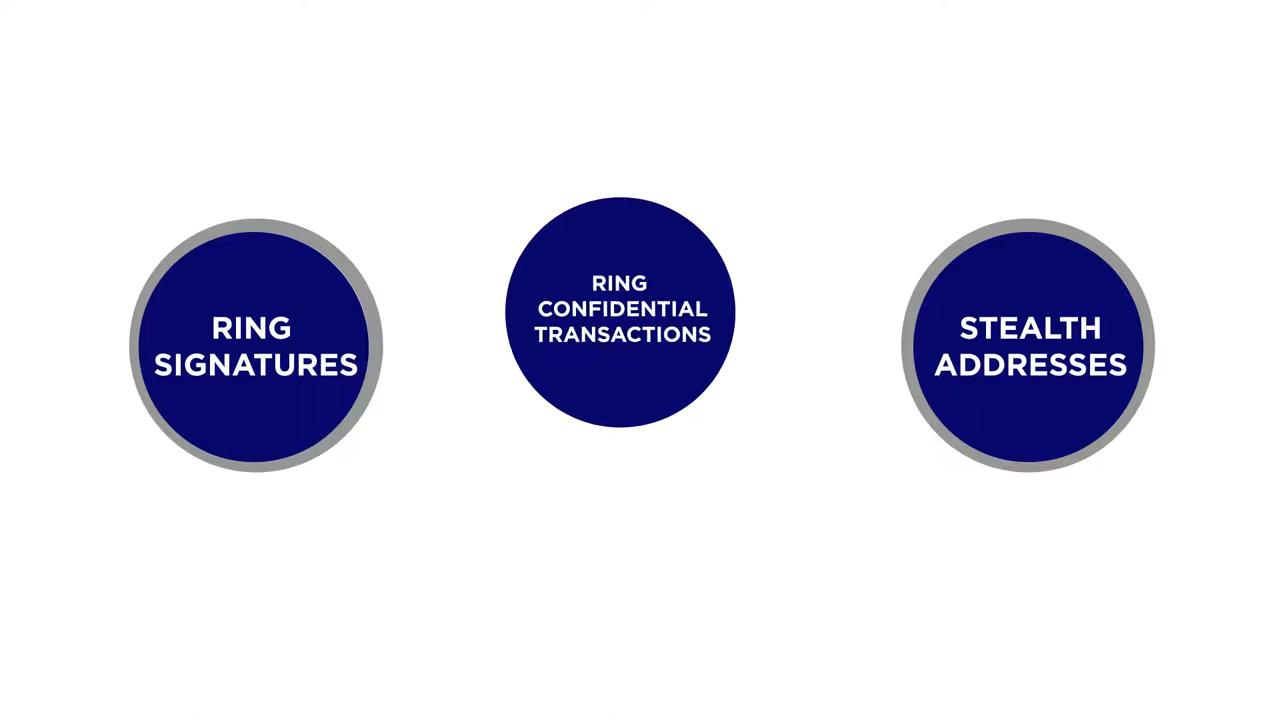 RING
SIGNATURES
RING
CONFIDENTIAL
TRANSACTIONS
STEALTH
ADDRESSES